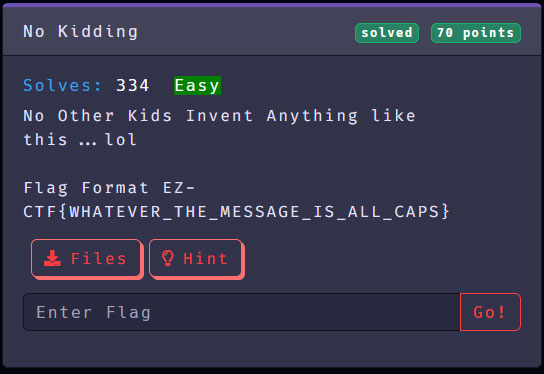 No Kidding
solved 70 points
Solves: 334 Easy
No Other Kids Invent Anything like
this ...lol
Flag Format EZ-
CTF{WHATEVER_THE_MESSAGE_IS_ALL_CAPS}
Files Hint
Enter Flag Go!